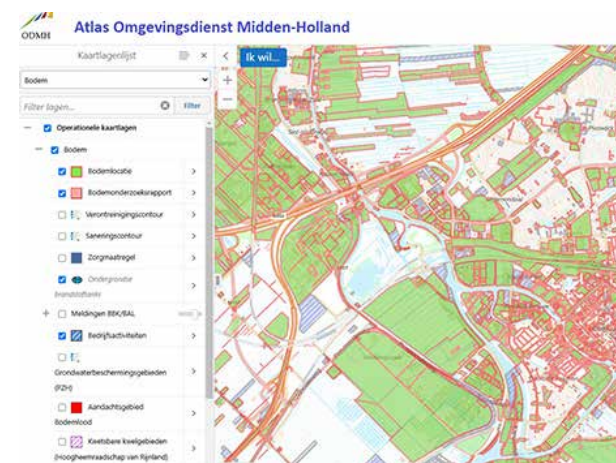 ODMH
Atlas Omgevingsdienst Midden-Holland
Kaartlagenlijst
Ik wil...
Bodem
Filter lagen...
Filter
Operationele kaartlagen
Bodem
Bodemlocatie
Bodemonderzoeksrapport
Verontreinigingscontour
Saneringscontour
Zorgmaatregel
Ondergrondse
brandstoftanks
Meldingen BBK/BAL
Bedrijfsactiviteiten
Grondwaterbeschermingsgebieden
(PZH)
Aandachtsgebied
Bodemlood
Kwetsbare kwelgebieden
(Hoogheemraadschap van Rijnland)